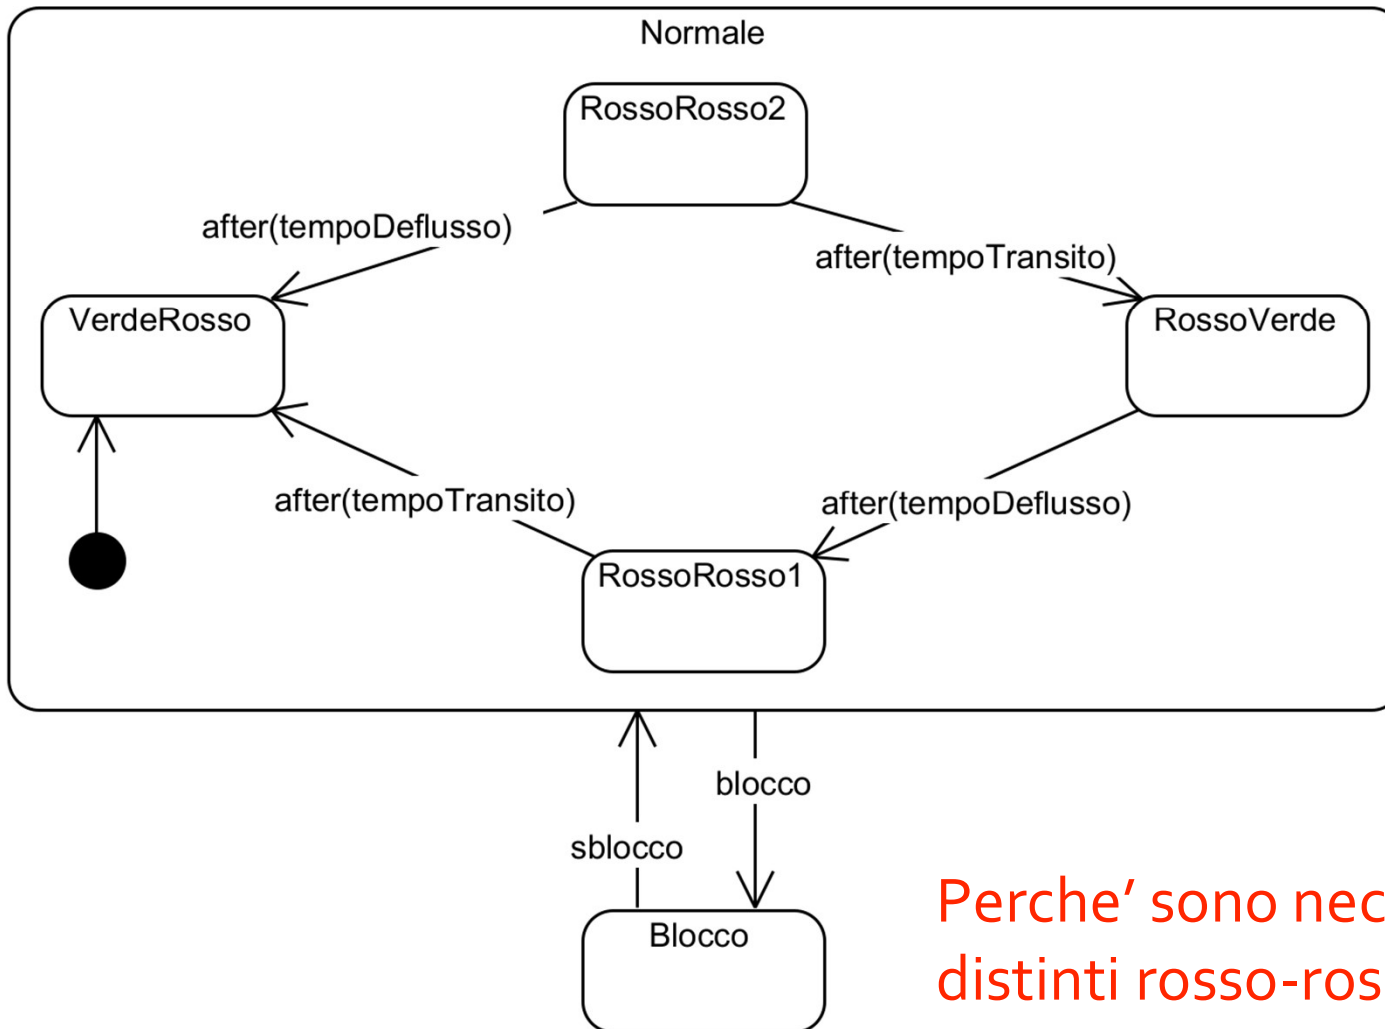 Normale
RossoRosso2
after(tempoDeflusso)
after(tempoTransito)
VerdeRosso
RossoVerde
after(tempoTransito)
after(tempoDeflusso)
RossoRosso1
blocco
sblocco
Blocco
Perche’ sono nec
distinti rosso-ros